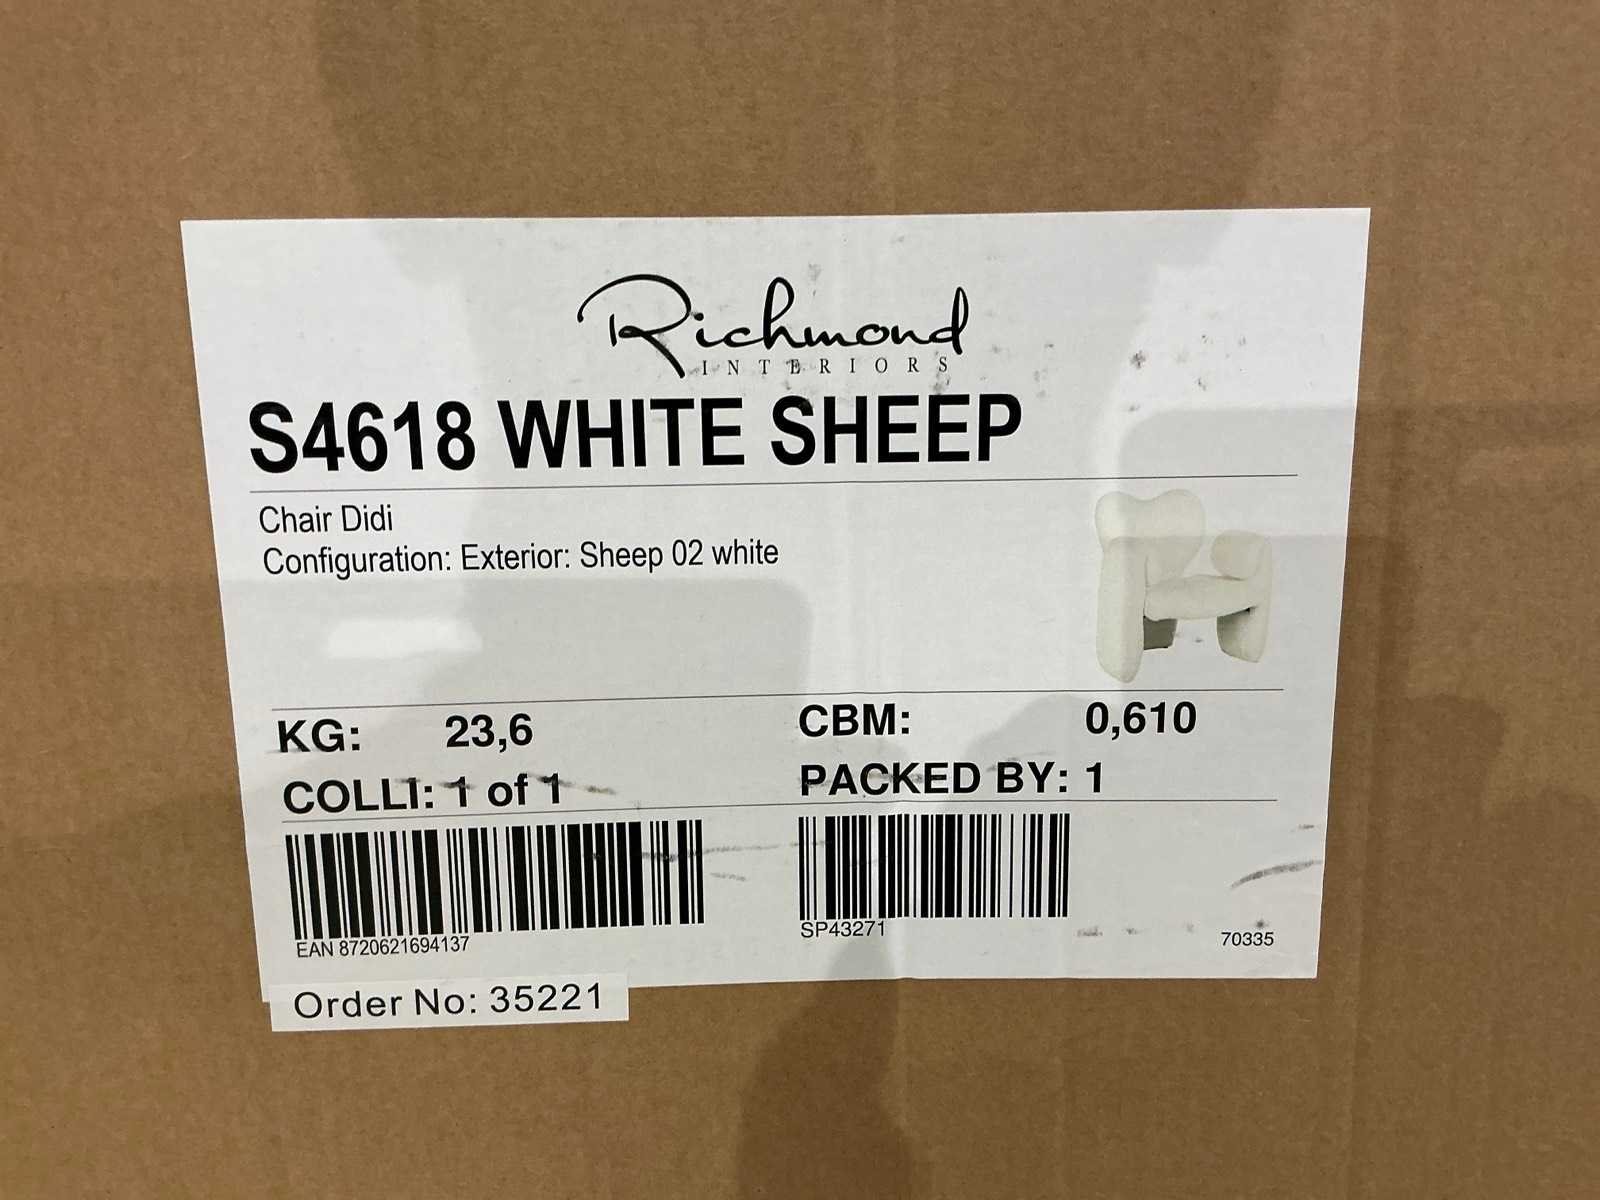 Richmond
INTERIORS
S4618 WHITE SHEEP
Chair Didi
Configuration: Exterior: Sheep 02 white
KG: 23,6
CBM: 0,610
COLLI: 1 of 1
PACKED BY: 1
EAN 8720621694137
SP43271
70335
Order No: 35221